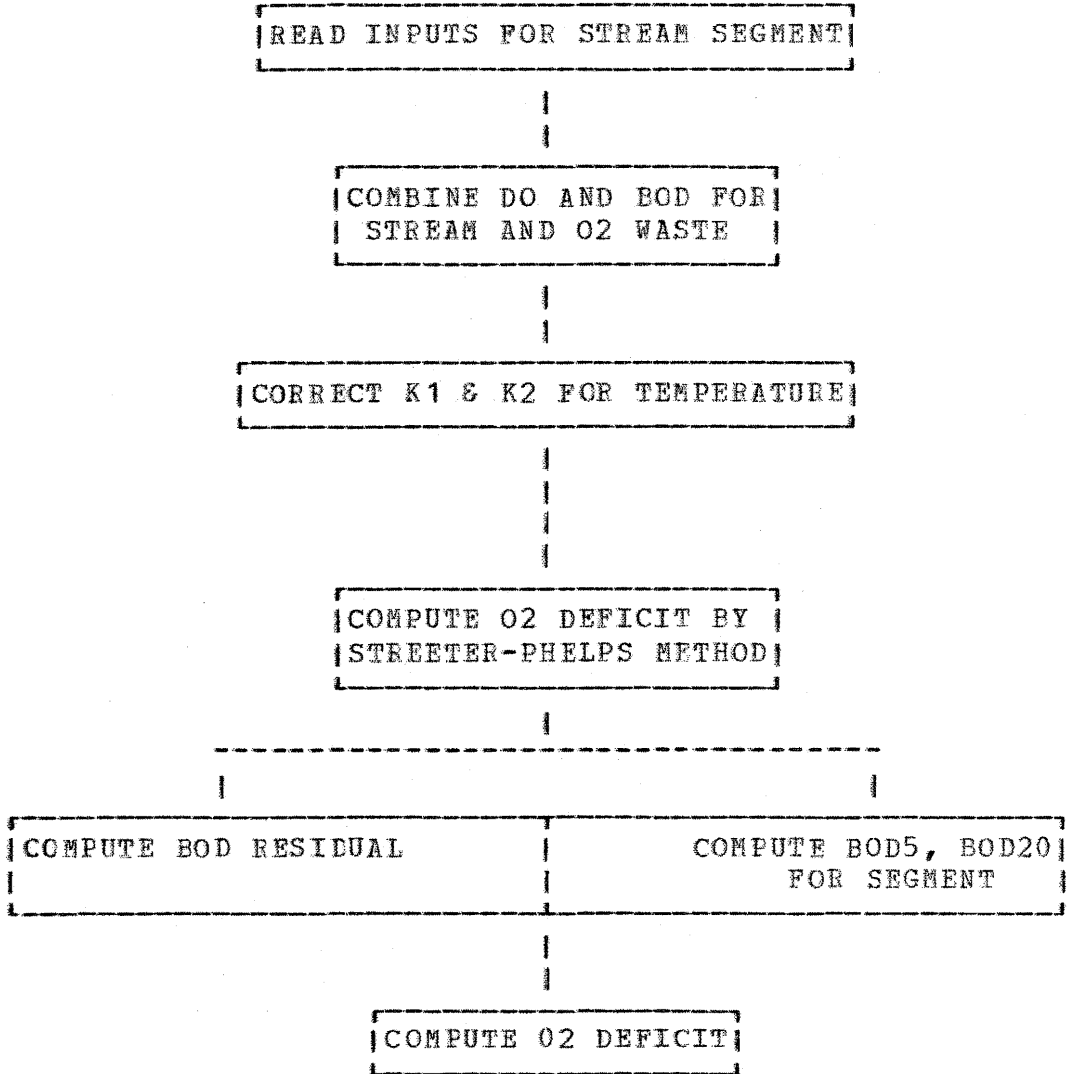 READ INPUTS FOR STREAM SEGMENT
COMBINE DO AND BOD FOR
STREAM AND O2 WASTE
CORRECT K1 & K2 FOR TEMPERATURE
COMPUTE O2 DEFICIT BY
STREETER-PHELPS METHOD
COMPUTE BOD RESIDUAL
COMPUTE BOD5, BOD20
FOR SEGMENT
COMPUTE O2 DEFICIT